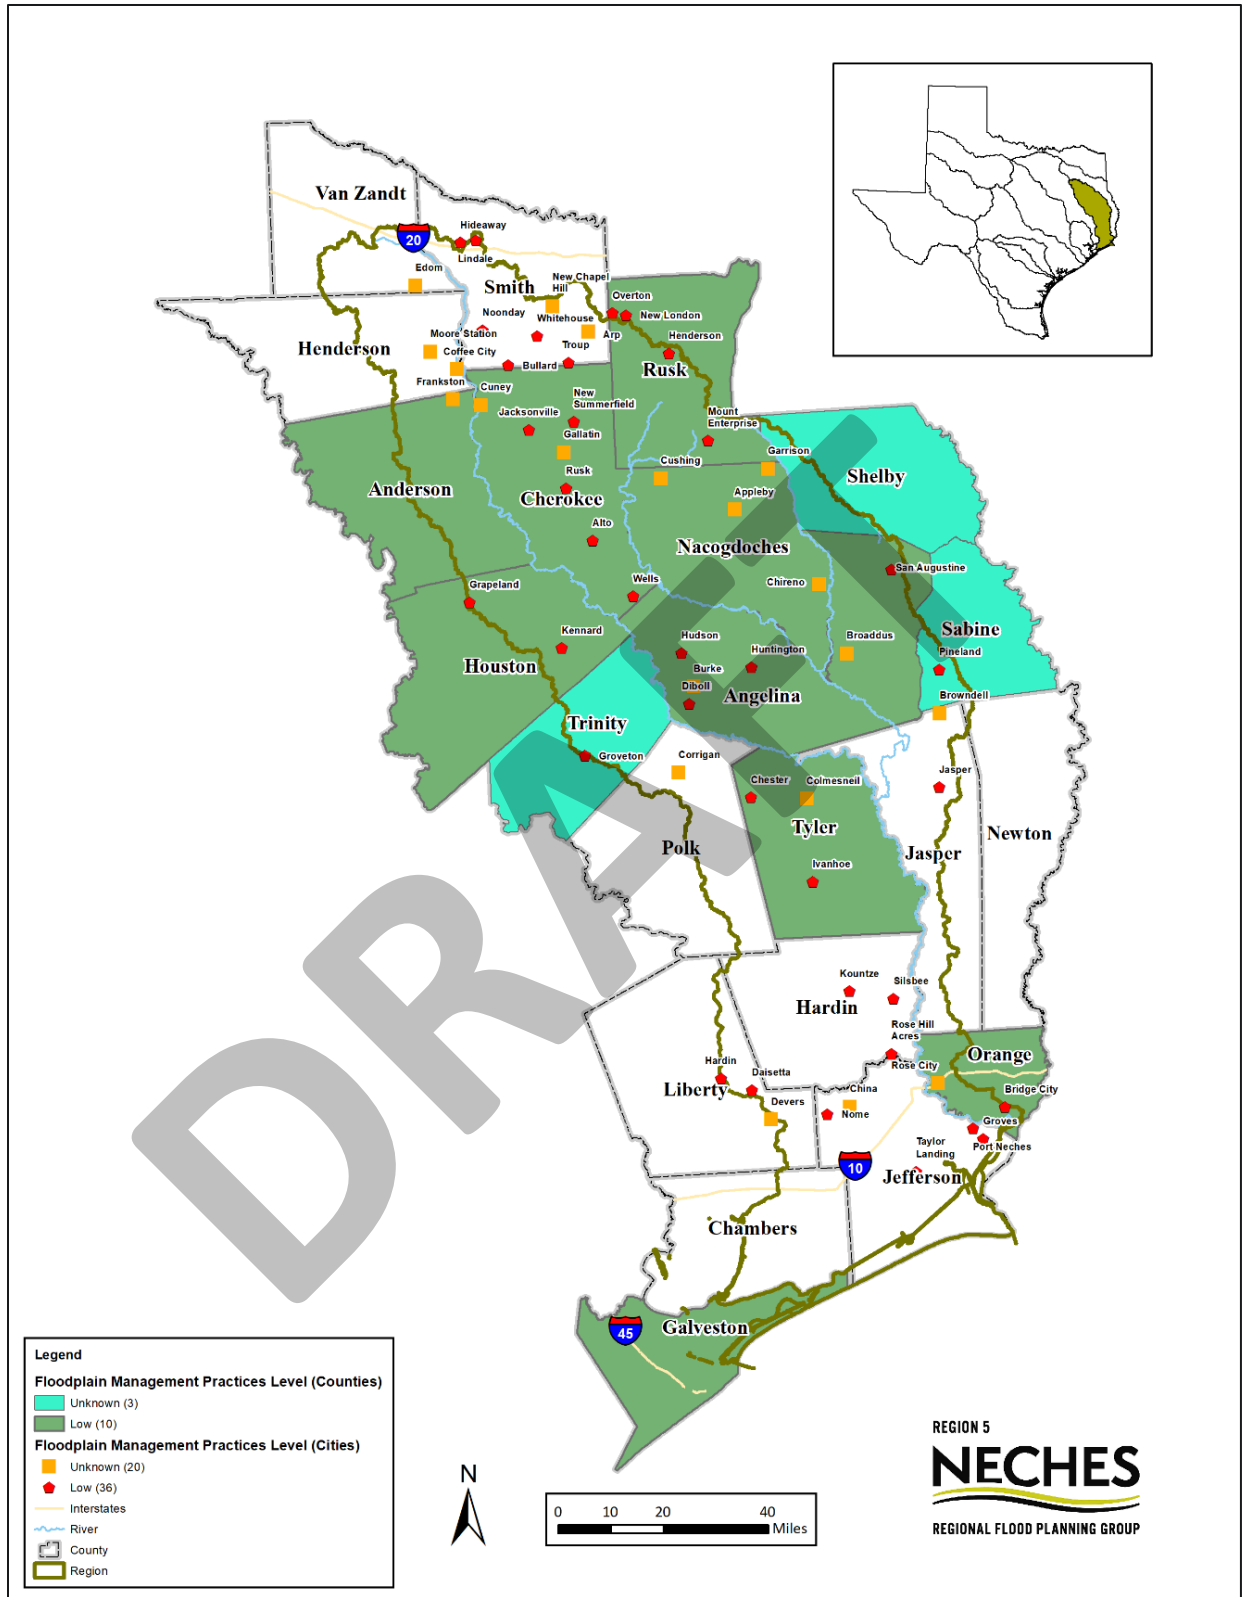 Van Zandt
20
Hideaway
Lindale
Edom
Smith
New Chapel
Hill
Overton
New London
Noonday
Whitehouse
Arp
Henderson
Henderson
Moore Station
Troup
Coffee City
Bullard
Rusk
Frankston
Cuney
New
Summerfield
Jacksonville
Mount
Enterprise
Gallatin
Garrison
Cushing
Rusk
Shelby
Anderson
Cherokee
Appleby
Alto
Nacogdoches
San Augustine
Grapeland
Wells
Chireno
Kennard
Hudson
Huntington
Broaddus
Sabine
Pineland
Houston
Burke
Diboll
Angelina
Browndell
Trinity
Groveton
Corrigan
Chester
Colmesneil
Jasper
Tyler
Newton
Polk
Jasper
Ivanhoe
Kountze
Silsbee
Hardin
Rose Hill
Acres
Orange
Hardin
Rose City
Daisetta
Liberty
China
Bridge City
Devers
Nome
Groves
Port Neches
Taylor
Landing
10
Jefferson
Chambers
Galveston
45
DRAFT
Legend
Floodplain Management Practices Level (Counties)
Unknown (3)
Low (10)
Floodplain Management Practices Level (Cities)
Unknown (20)
Low (36)
Interstates
River
County
Region
N
0 10 20 40
Miles
REGION 5
NECHES
REGIONAL FLOOD PLANNING GROUP